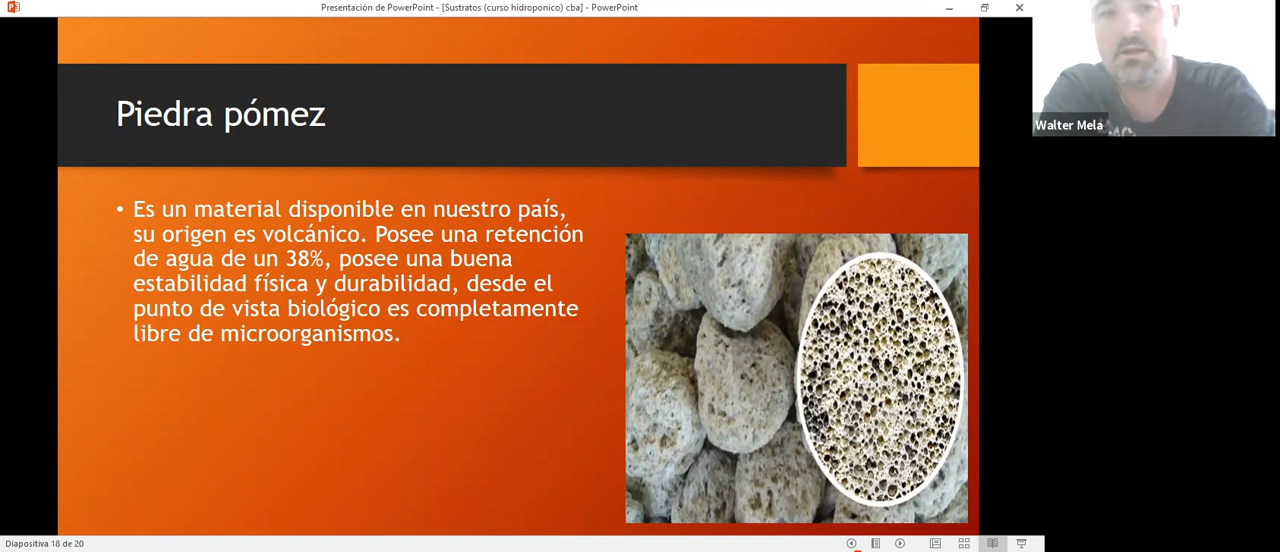 Presentación de PowerPoint - [Sustratos (curso hidroponico) cba] - PowerPoint
Piedra pómez
• Es un material disponible en nuestro país,
su origen es volcánico. Posee una retención
de agua de un 38%, posee una buena
estabilidad física y durabilidad, desde el
punto de vista biológico es completamente
libre de microorganismos.
Walter Mela
Diapositiva 18 de 20